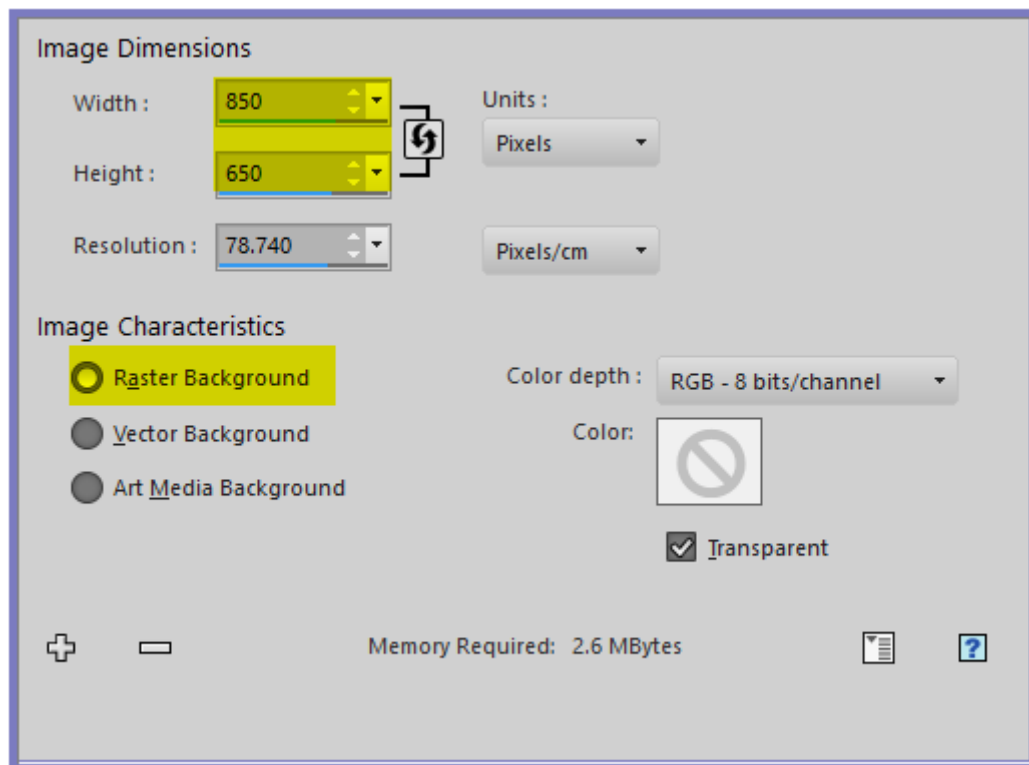 Image Dimensions
Width : 850 Units :
Pixels
Height : 650
Resolution : 78.740 Pixels/cm
Image Characteristics
Raster Background Color depth : RGB - 8 bits/channel
Vector Background Color:
Art Media Background
Transparent
Memory Required: 2.6 MBytes ?